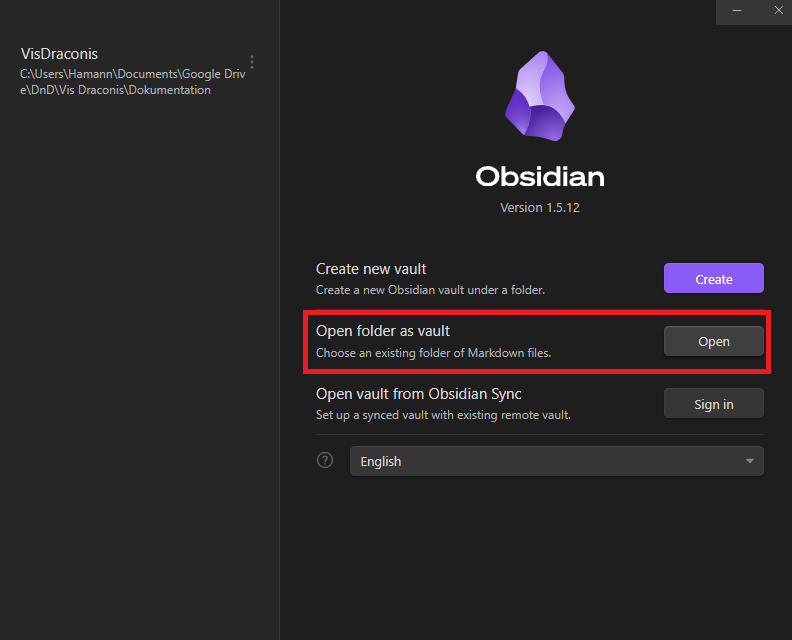 VisDraconis
C:\Users\Hamann\Documents\Google Driv
e\DnD\Vis Draconis\Dokumentation
Obsidian
Version 1.5.12
Create new vault
Create a new Obsidian vault under a folder.
Create
Open folder as vault
Choose an existing folder of Markdown files.
Open
Open vault from Obsidian Sync
Set up a synced vault with existing remote vault.
Sign in
?
English